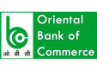 Oriental
Bank of
Commerce
ओ बी सी